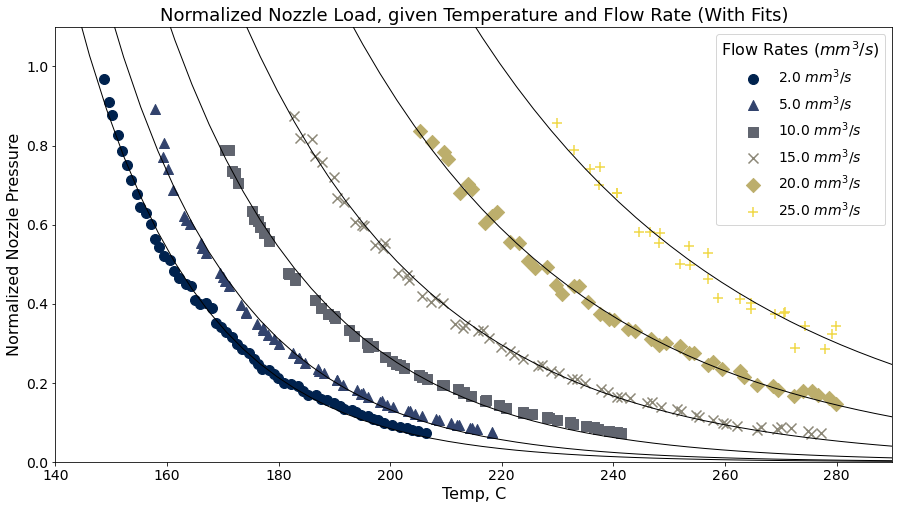 Normalized Nozzle Load, given Temperature and Flow Rate (With Fits)
Normalized Nozzle Pressure
1.0
0.8
0.6
0.4
0.2
0.0
Flow Rates (mm³/s)
2.0 mm³/s
5.0 mm³/s
10.0 mm³/s
15.0 mm³/s
20.0 mm³/s
25.0 mm³/s
140 160 180 200 220 240 260 280
Temp, C